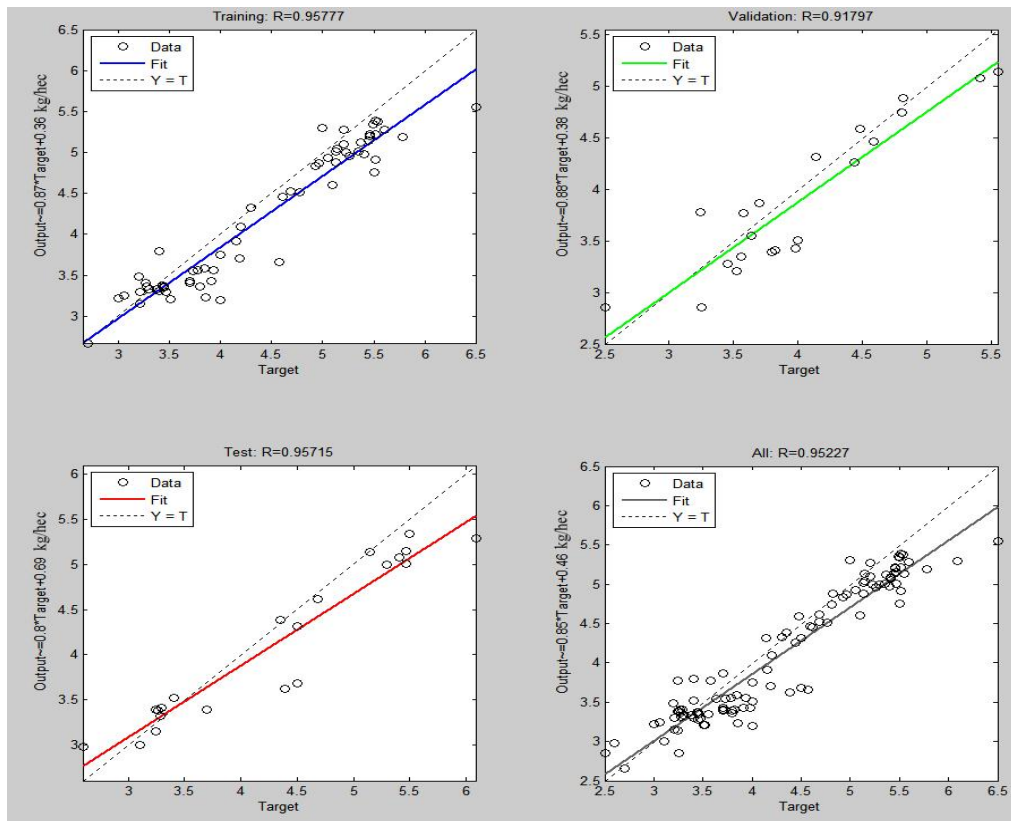 Training: R=0.95777
Data
Fit
Y = T
Output~=0.87*Target+0.36 kg/hec
6.5
6
5.5
5
4.5
4
3.5
3
3
3.5
4
4.5
5
5.5
6
6.5
Target
Validation: R=0.91797
Data
Fit
Y = T
Output~=0.88*Target+0.38 kg/hec
5.5
5
4.5
4
3.5
3
2.5
2.5
3
3.5
4
4.5
5
5.5
Target
Test: R=0.95715
Data
Fit
Y = T
Output~=0.8*Target+0.69 kg/hec
6
5.5
5
4.5
4
3.5
3
3
3.5
4
4.5
5
5.5
6
Target
All: R=0.95227
Data
Fit
Y = T
Output~=0.85*Target+0.46 kg/hec
6.5
6
5.5
5
4.5
4
3.5
3
2.5
2.5
3
3.5
4
4.5
5
5.5
6
6.5
Target